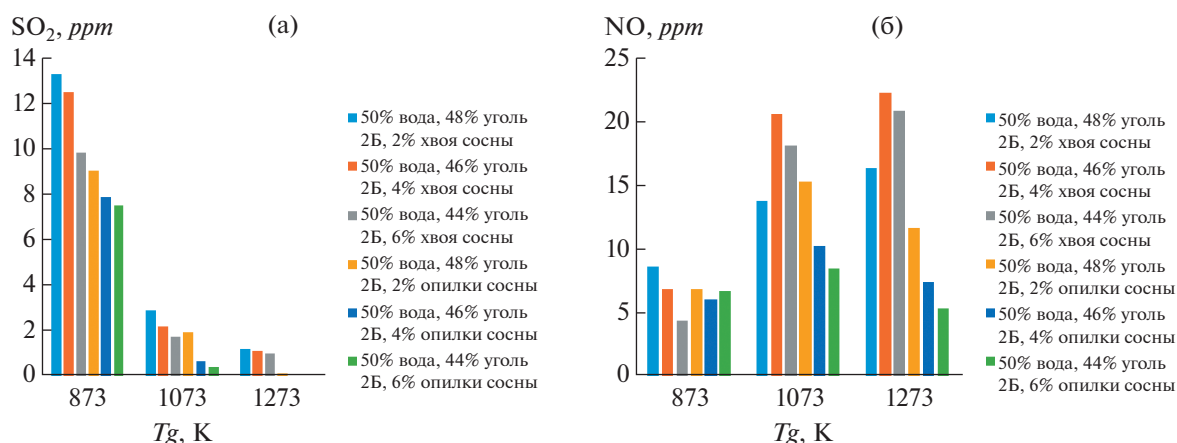 SO2, ppm
(а)
14
12
10
8
6
4
2
0
873
1073
1273
Tg, K
50% вода, 48% уголь
2Б, 2% хвоя сосны
50% вода, 46% уголь
2Б, 4% хвоя сосны
50% вода, 44% уголь
2Б, 6% хвоя сосны
50% вода, 48% уголь
2Б, 2% опилки сосны
50% вода, 46% уголь
2Б, 4% опилки сосны
50% вода, 44% уголь
2Б, 6% опилки сосны
NO, ppm
(б)
25
20
15
10
5
0
873
1073
1273
Tg, K
50% вода, 48% уголь
2Б, 2% хвоя сосны
50% вода, 46% уголь
2Б, 4% хвоя сосны
50% вода, 44% уголь
2Б, 6% хвоя сосны
50% вода, 48% уголь
2Б, 2% опилки сосны
50% вода, 46% уголь
2Б, 4% опилки сосны
50% вода, 44% уголь
2Б, 6% опилки сосны